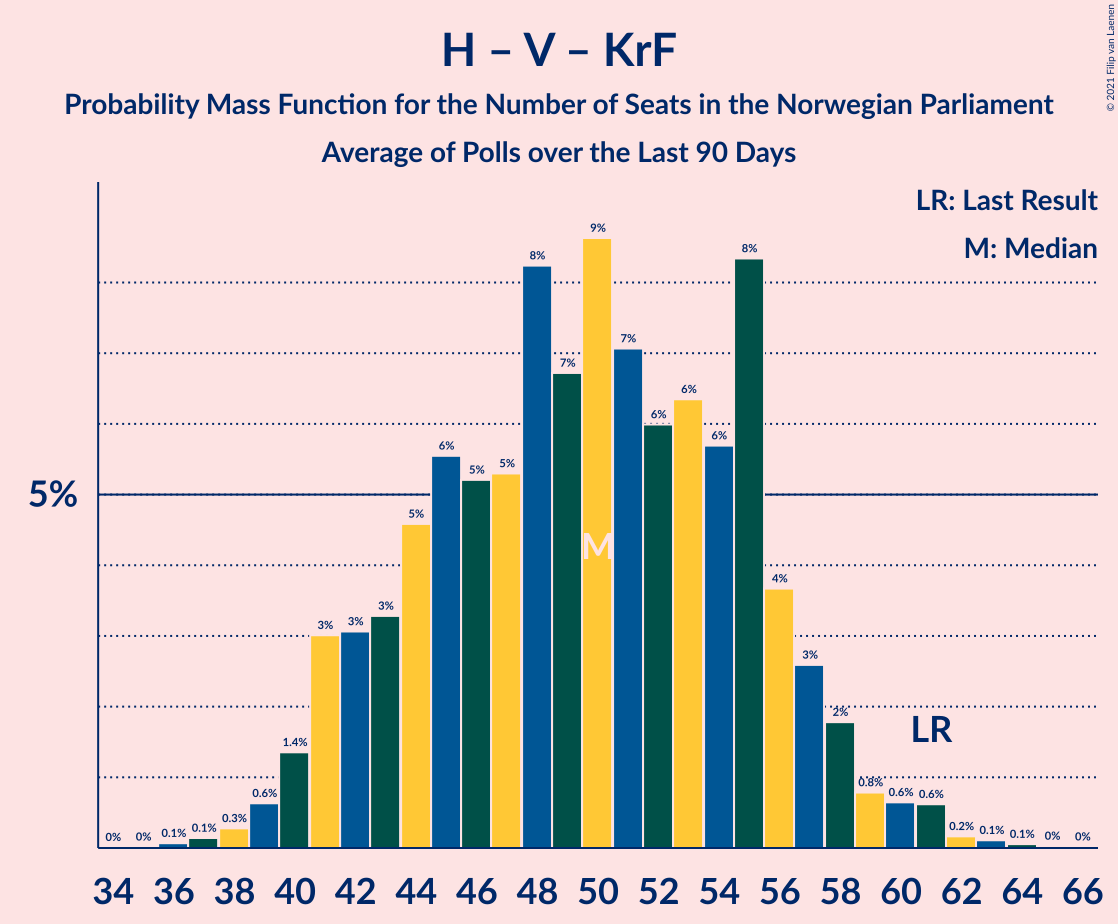 H – V – KrF
Probability Mass Function for the Number of Seats in the Norwegian Parliament
Average of Polls over the Last 90 Days
© 2021 Filip van Laenen
LR: Last Result
M: Median
5%
0% 0% 0.1% 0.1% 0.3% 0.6% 1.4% 3% 3% 3% 5% 6% 5% 5% 8% 7% 9% 7% 6% 6% 6% 8% 4% 3% 2% 0.8% 0.6% 0.6% 0.2% 0.1% 0.1% 0% 0%
M
LR
34 36 38 40 42 44 46 48 50 52 54 56 58 60 62 64 66